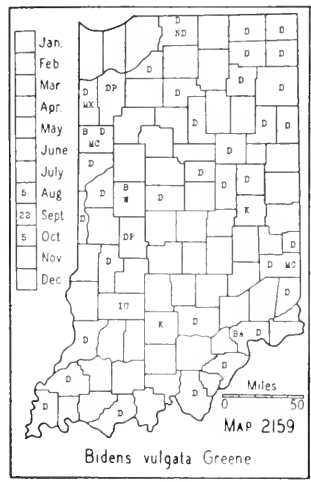 D
ND D D
Jan.
Feb D D D
Mar D DP D D
Apr. MX D D D
May B D
MC D
June D
July D D D
5 Aug D B W D
22 Sept K
5 Oct D DP D
Nov D D MC
Dec
IU D
K D
D Ba D
D
D Miles
D D D 0 50
MAP 2159
Bidens vulgata Greene